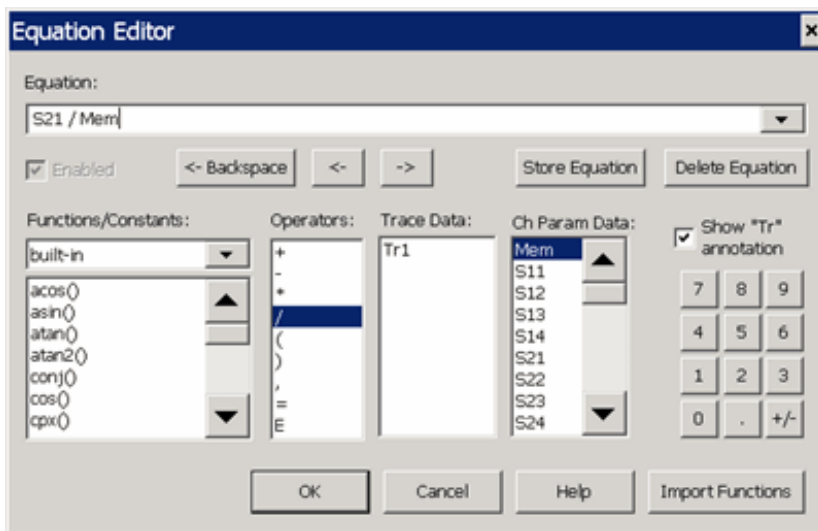 Equation Editor
Equation:
S21 / Mem
Enabled
<- Backspace
<-
->
Store Equation
Delete Equation
Functions/Constants:
built-in
acos()
asin()
atan()
atan2()
conj()
cos()
cpx()
Operators:
+
-
*
/
(
)
,
=
E
Trace Data:
Tr1
Ch Param Data:
Mem
S11
S12
S13
S14
S21
S22
S23
S24
Show "Tr"
annotation
7 8 9
4 5 6
1 2 3
0 . +/-
OK
Cancel
Help
Import Functions